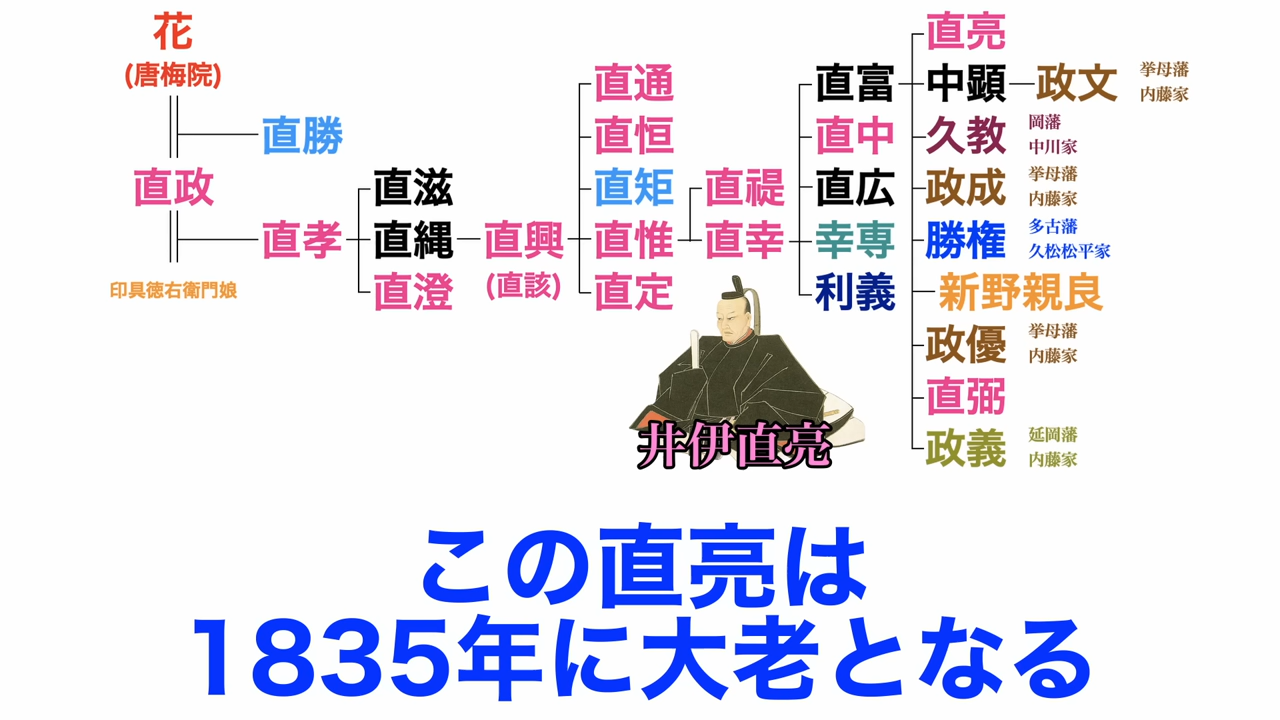 花
(唐梅院)
直勝
直政
直孝
印具徳右衛門娘
直滋
直縄
直澄
直興
(直該)
直通
直恒
直矩
直惟
直定
直禔
直幸
直富
直中
直広
幸専
利義
直亮
中顕
政文
挙母藩
内藤家
久教
岡藩
中川家
政成
挙母藩
内藤家
勝権
多古藩
久松松平家
新野親良
政優
挙母藩
内藤家
直弼
政義
延岡藩
内藤家
井伊直亮
この直亮は
1835年に大老となる